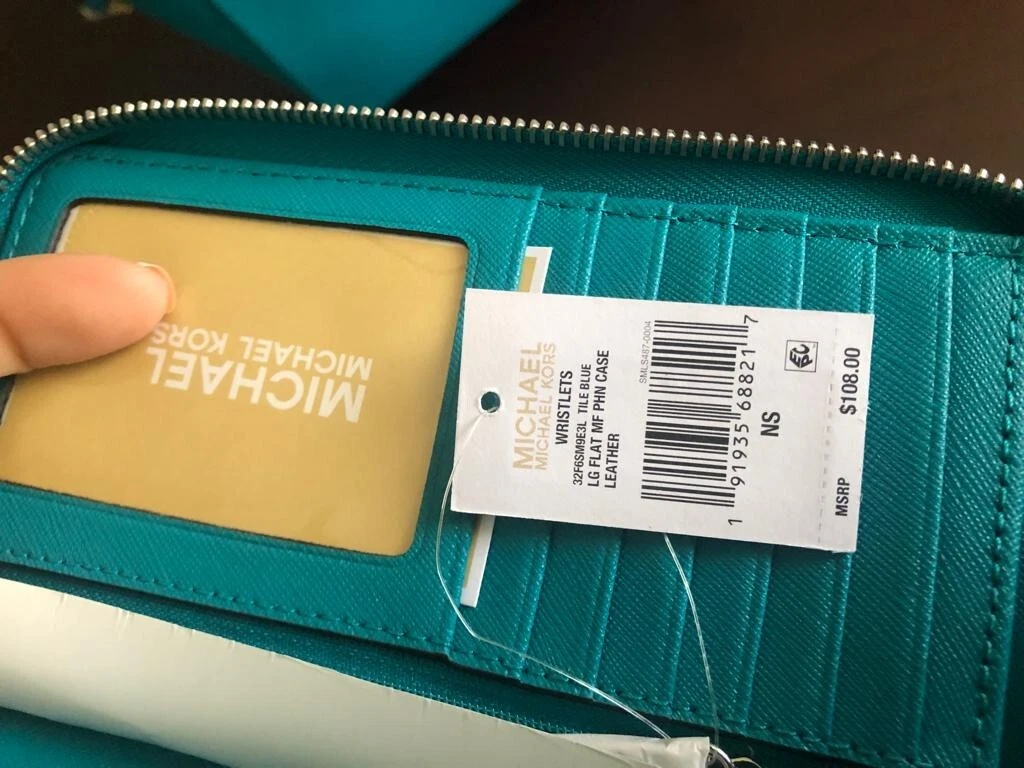 MICHAEL
MICHAEL KORS
MICHAEL
MICHAEL KORS
WRISTLETS
32F6SM9E3L TILE BLUE
LG FLAT MF PHN CASE
LEATHER
SMLS487-0004
1 91935 68821 7
NS
EPC
MSRP $108.00